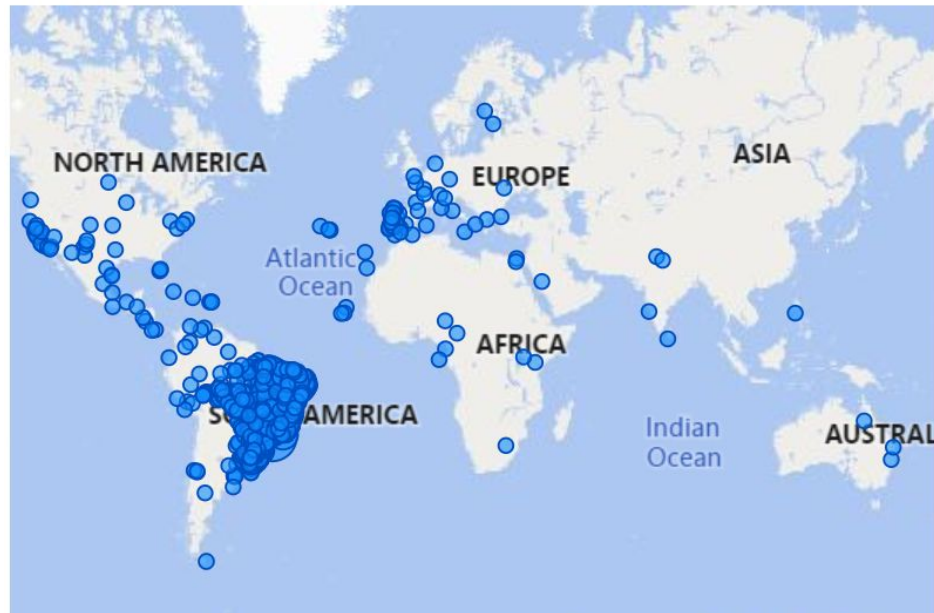 NORTH AMERICA
ASIA
EUROPE
Atlantic
Ocean
AFRICA
AMERICA
Indian
Ocean
AUSTRAL